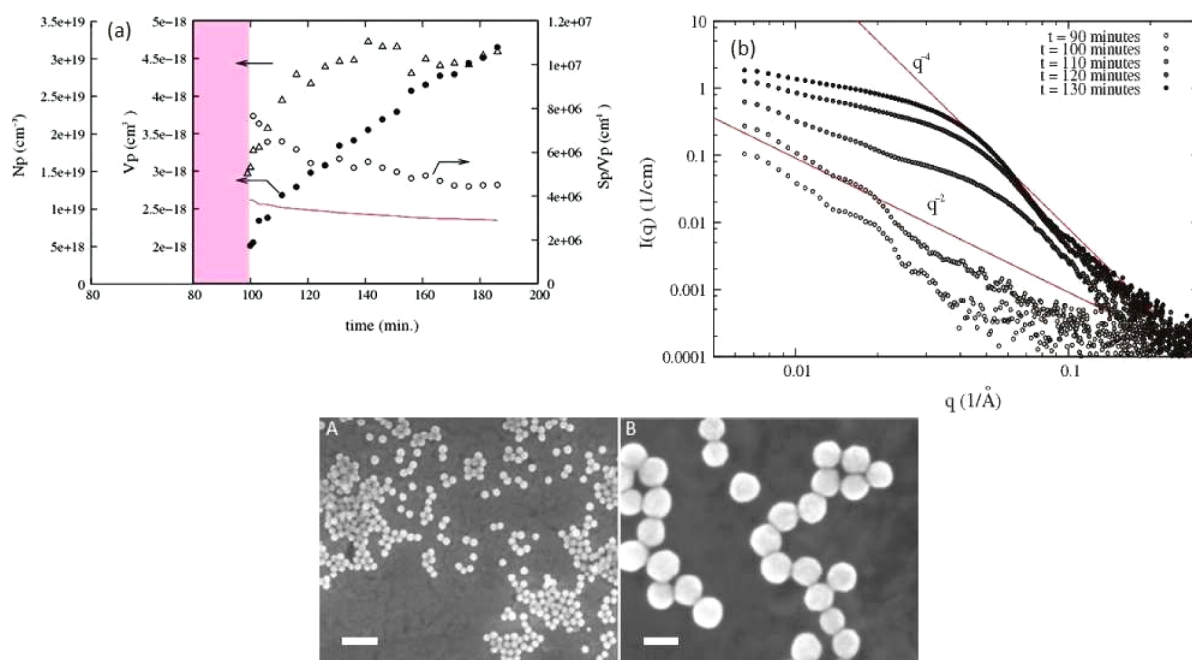 (a)
Np (cm⁻³)
3.5e+19
3e+19
2.5e+19
2e+19
1.5e+19
1e+19
5e+18
0
80
Vp (cm³)
5e-18
4.5e-18
4e-18
3.5e-18
3e-18
2.5e-18
2e-18
Sp/Vp (cm⁻¹)
1.2e+07
1e+07
8e+06
6e+06
4e+06
2e+06
0
80 100 120 140 160 180 200
time (min.)
(b)
t = 90 minutes
t = 100 minutes
t = 110 minutes
t = 120 minutes
t = 130 minutes
q⁻⁴
q⁻²
I(q) (1/cm)
10
1
0.1
0.01
0.001
0.0001
0.01 0.1
q (1/Å)
A
B